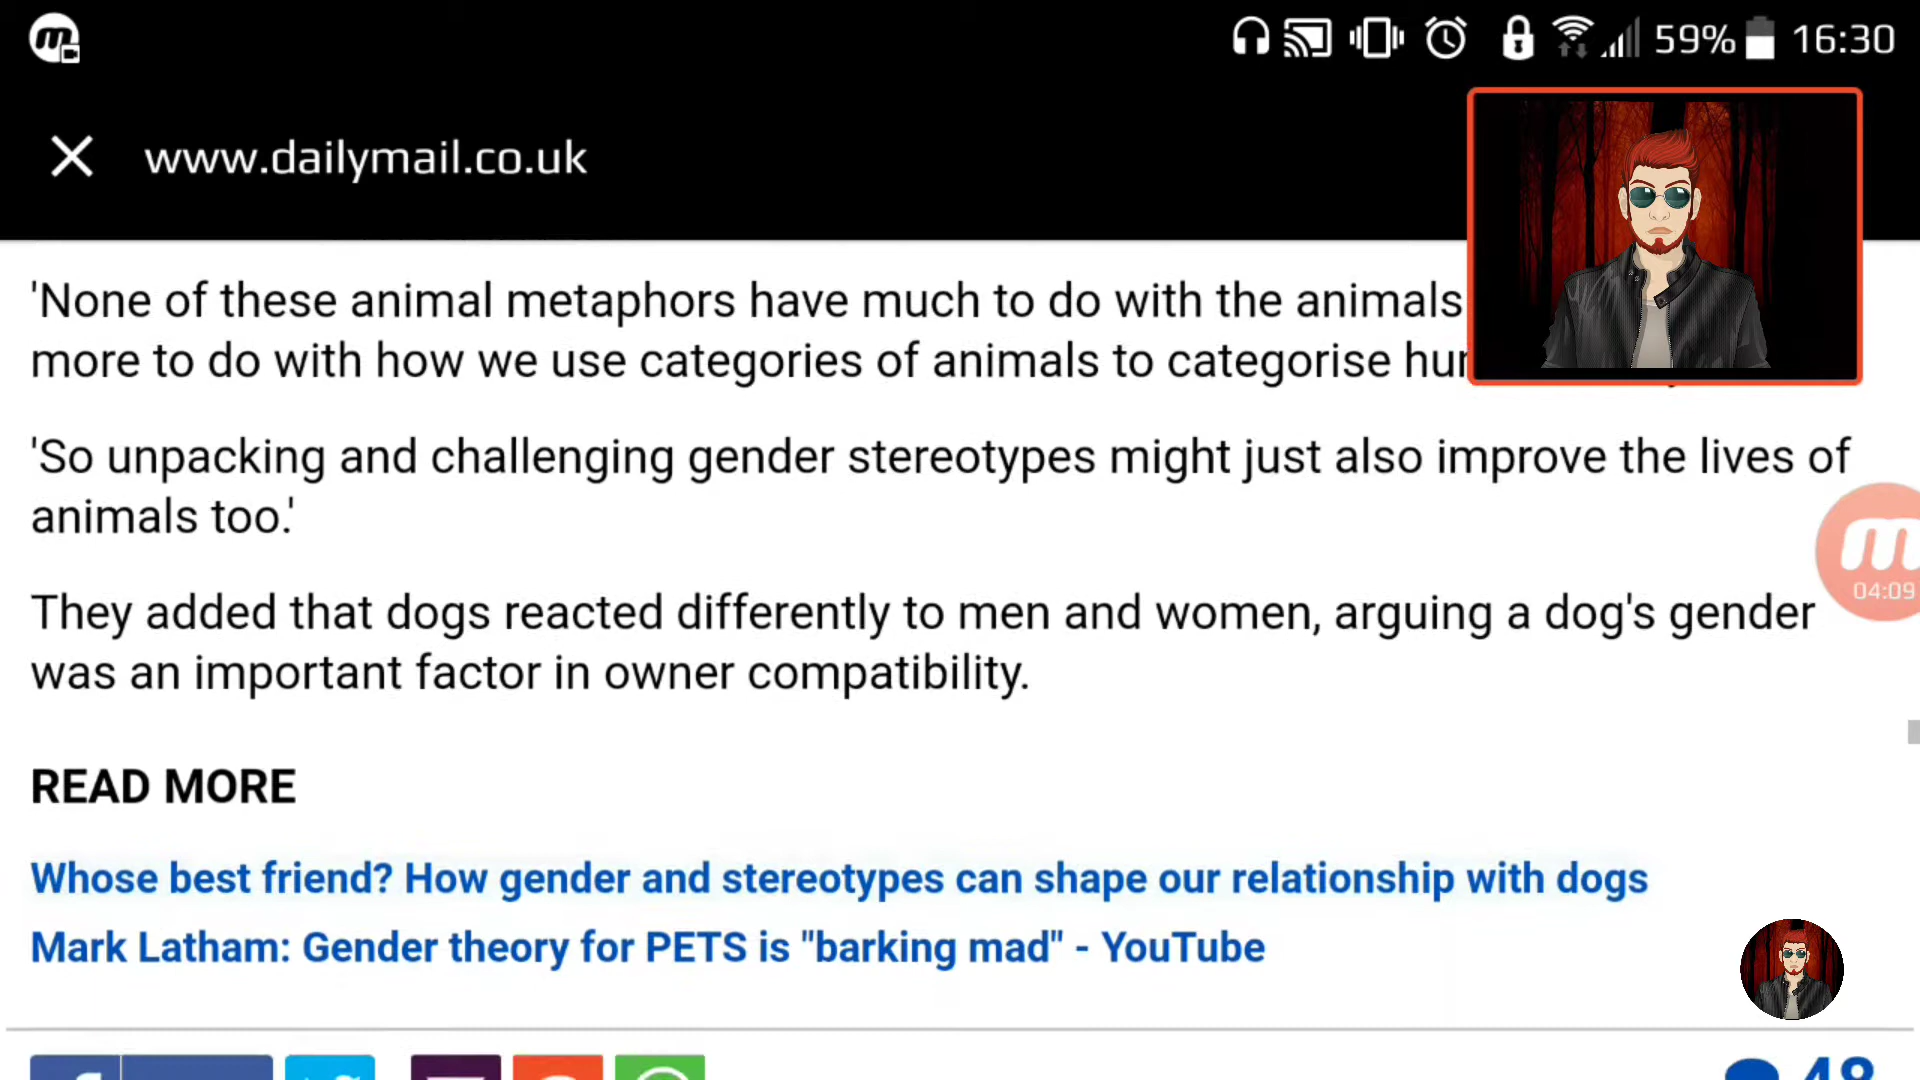 59% 16:30
www.dailymail.co.uk
'None of these animal metaphors have much to do with the animals
more to do with how we use categories of animals to categorise
'So unpacking and challenging gender stereotypes might just also improve the lives of
animals too.'
They added that dogs reacted differently to men and women, arguing a dog's gender
was an important factor in owner compatibility.
04:09
READ MORE
Whose best friend? How gender and stereotypes can shape our relationship with dogs
Mark Latham: Gender theory for PETS is "barking mad" - YouTube
48